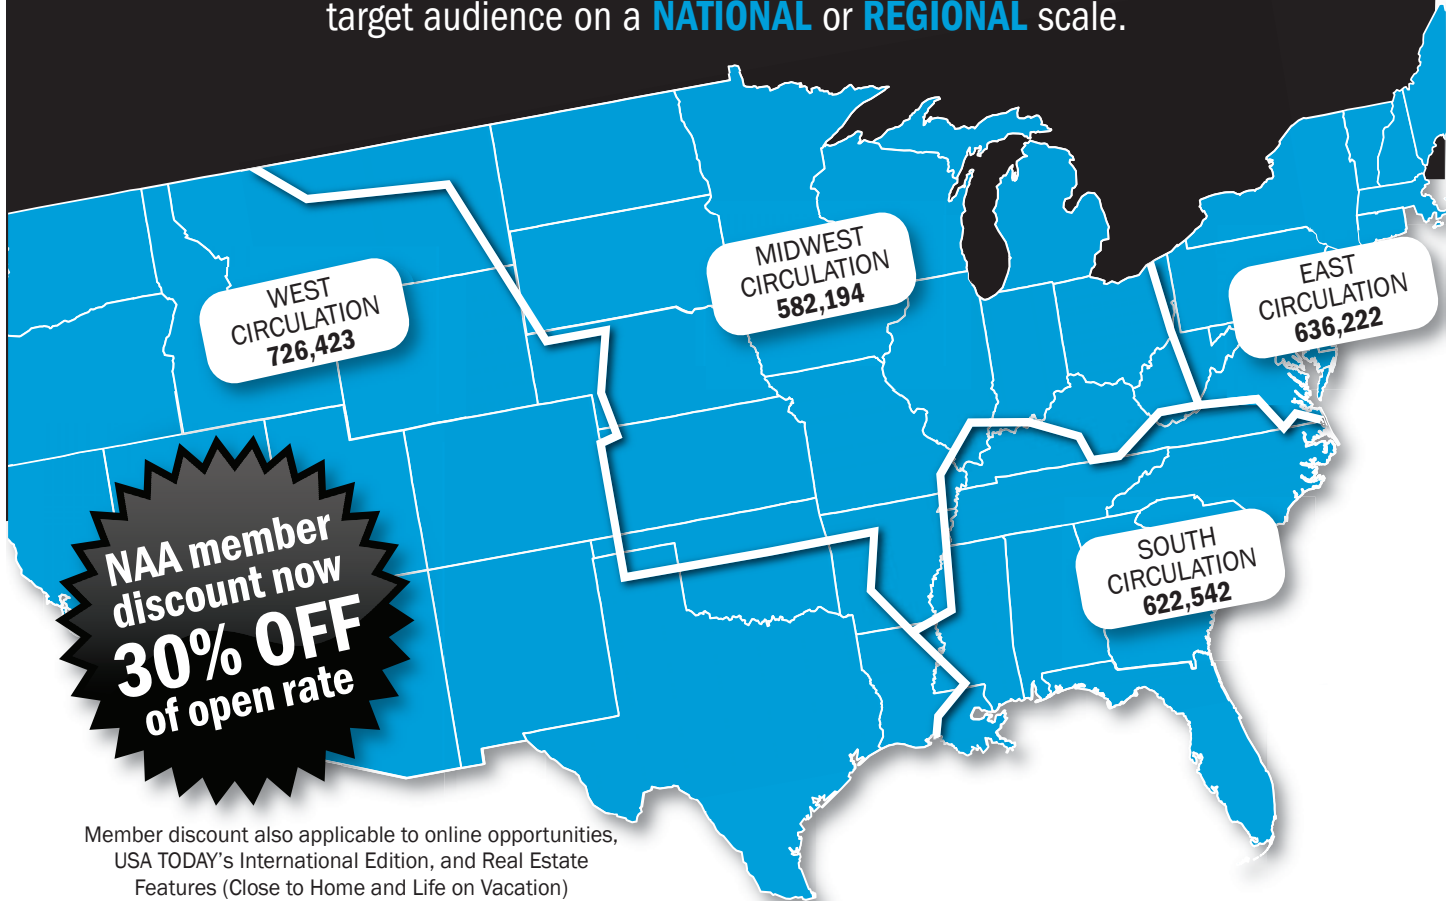 target audience on a NATIONAL or REGIONAL scale.
MIDWEST
CIRCULATION
582,194
EAST
CIRCULATION
636,222
WEST
CIRCULATION
726,423
SOUTH
CIRCULATION
622,542
NAA member
discount now
30% OFF
of open rate
Member discount also applicable to online opportunities,
USA TODAY’s International Edition, and Real Estate
Features (Close to Home and Life on Vacation)